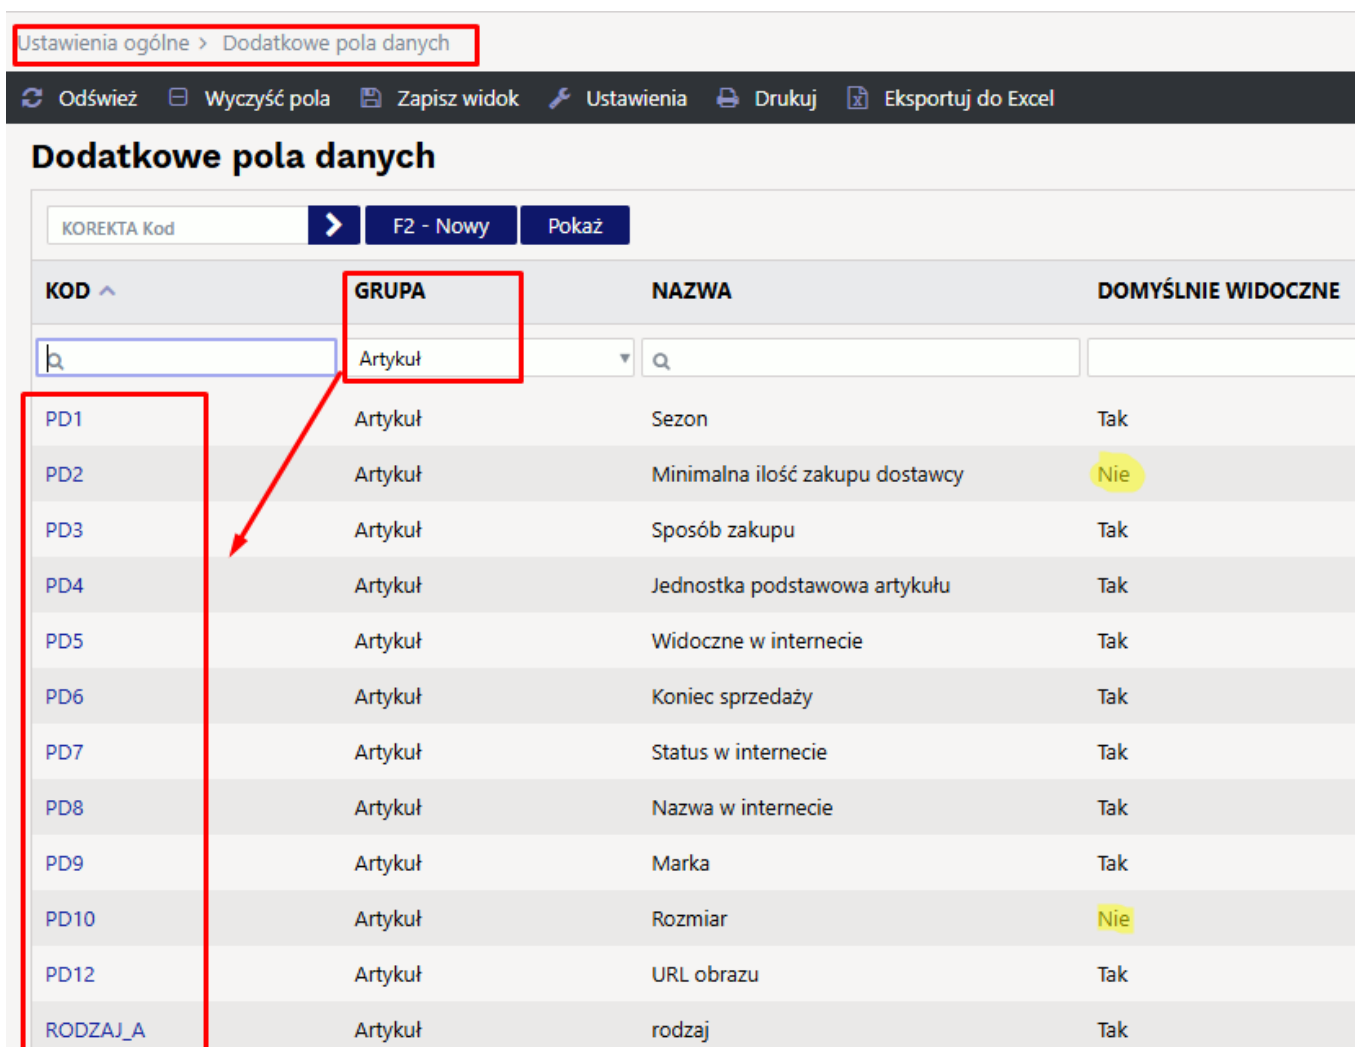 Ustawienia ogólne > Dodatkowe pola danych
Odśwież Wyczyść pola Zapisz widok Ustawienia Drukuj Eksportuj do Excel
Dodatkowe pola danych
KOREKTA Kod F2 - Nowy Pokaż
KOD GRUPA NAZWA DOMYŚLNIE WIDOCZNE
Artykuł
PD1 Artykuł Sezon Tak
PD2 Artykuł Minimalna ilość zakupu dostawcy Nie
PD3 Artykuł Sposób zakupu Tak
PD4 Artykuł Jednostka podstawowa artykułu Tak
PD5 Artykuł Widoczne w internecie Tak
PD6 Artykuł Koniec sprzedaży Tak
PD7 Artykuł Status w internecie Tak
PD8 Artykuł Nazwa w internecie Tak
PD9 Artykuł Marka Tak
PD10 Artykuł Rozmiar Nie
PD12 Artykuł URL obrazu Tak
RODZAJ_A Artykuł rodzaj Tak